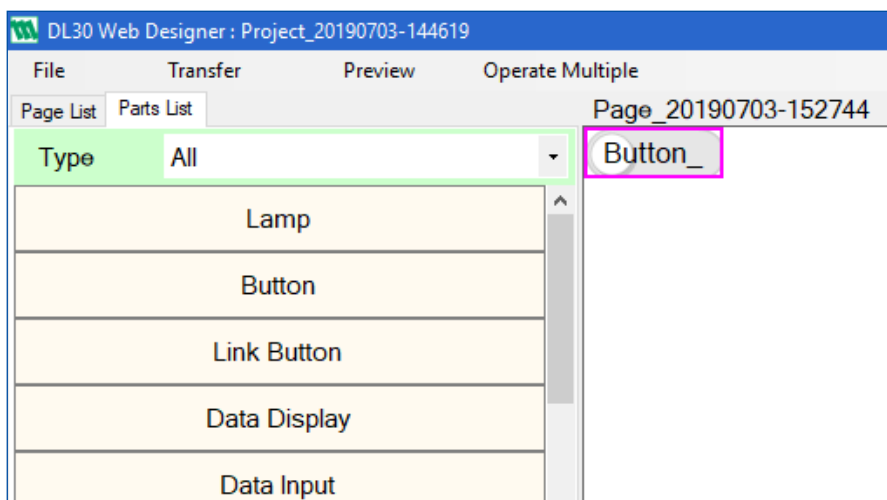 DL30 Web Designer : Project_20190703-144619
File Transfer Preview Operate Multiple
Page List Parts List
Page_20190703-152744
Type All
Button_
Lamp
Button
Link Button
Data Display
Data Input